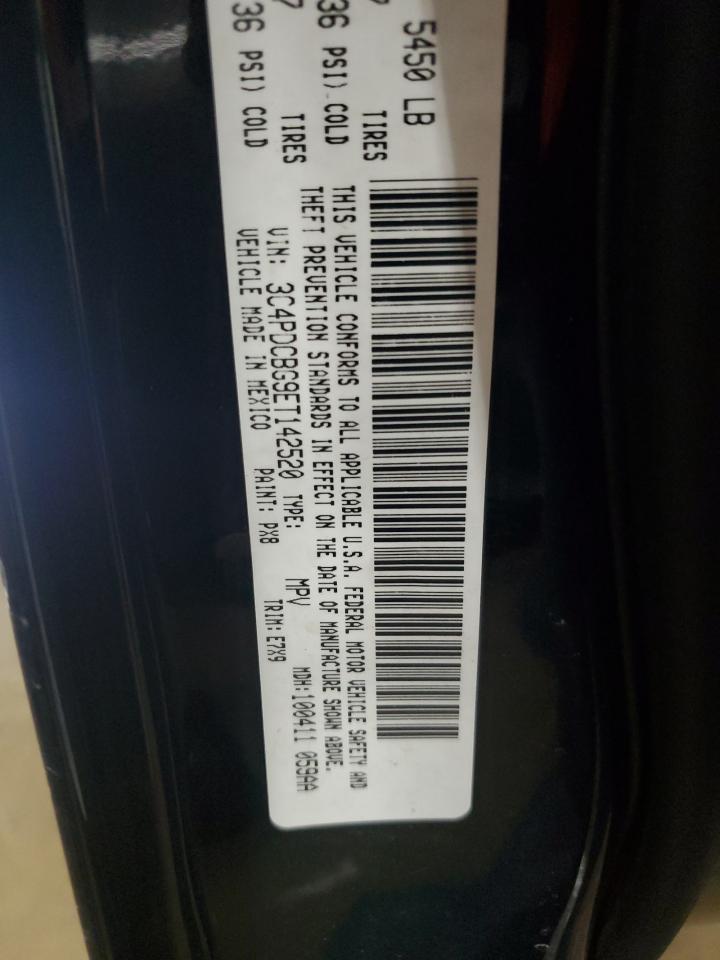 5450 LB
7 TIRES
36 PSI) COLD
7 TIRES
36 PSI) COLD
THIS VEHICLE CONFORMS TO ALL APPLICABLE U.S.A. FEDERAL MOTOR VEHICLE SAFETY AND
THEFT PREVENTION STANDARDS IN EFFECT ON THE DATE OF MANUFACTURE SHOWN ABOVE.
VIN: 3C4PDCBG9ET142520 TYPE: MPV MDH:100411 059AA
VEHICLE MADE IN MEXICO PAINT: PX8 TRIM: E7X9